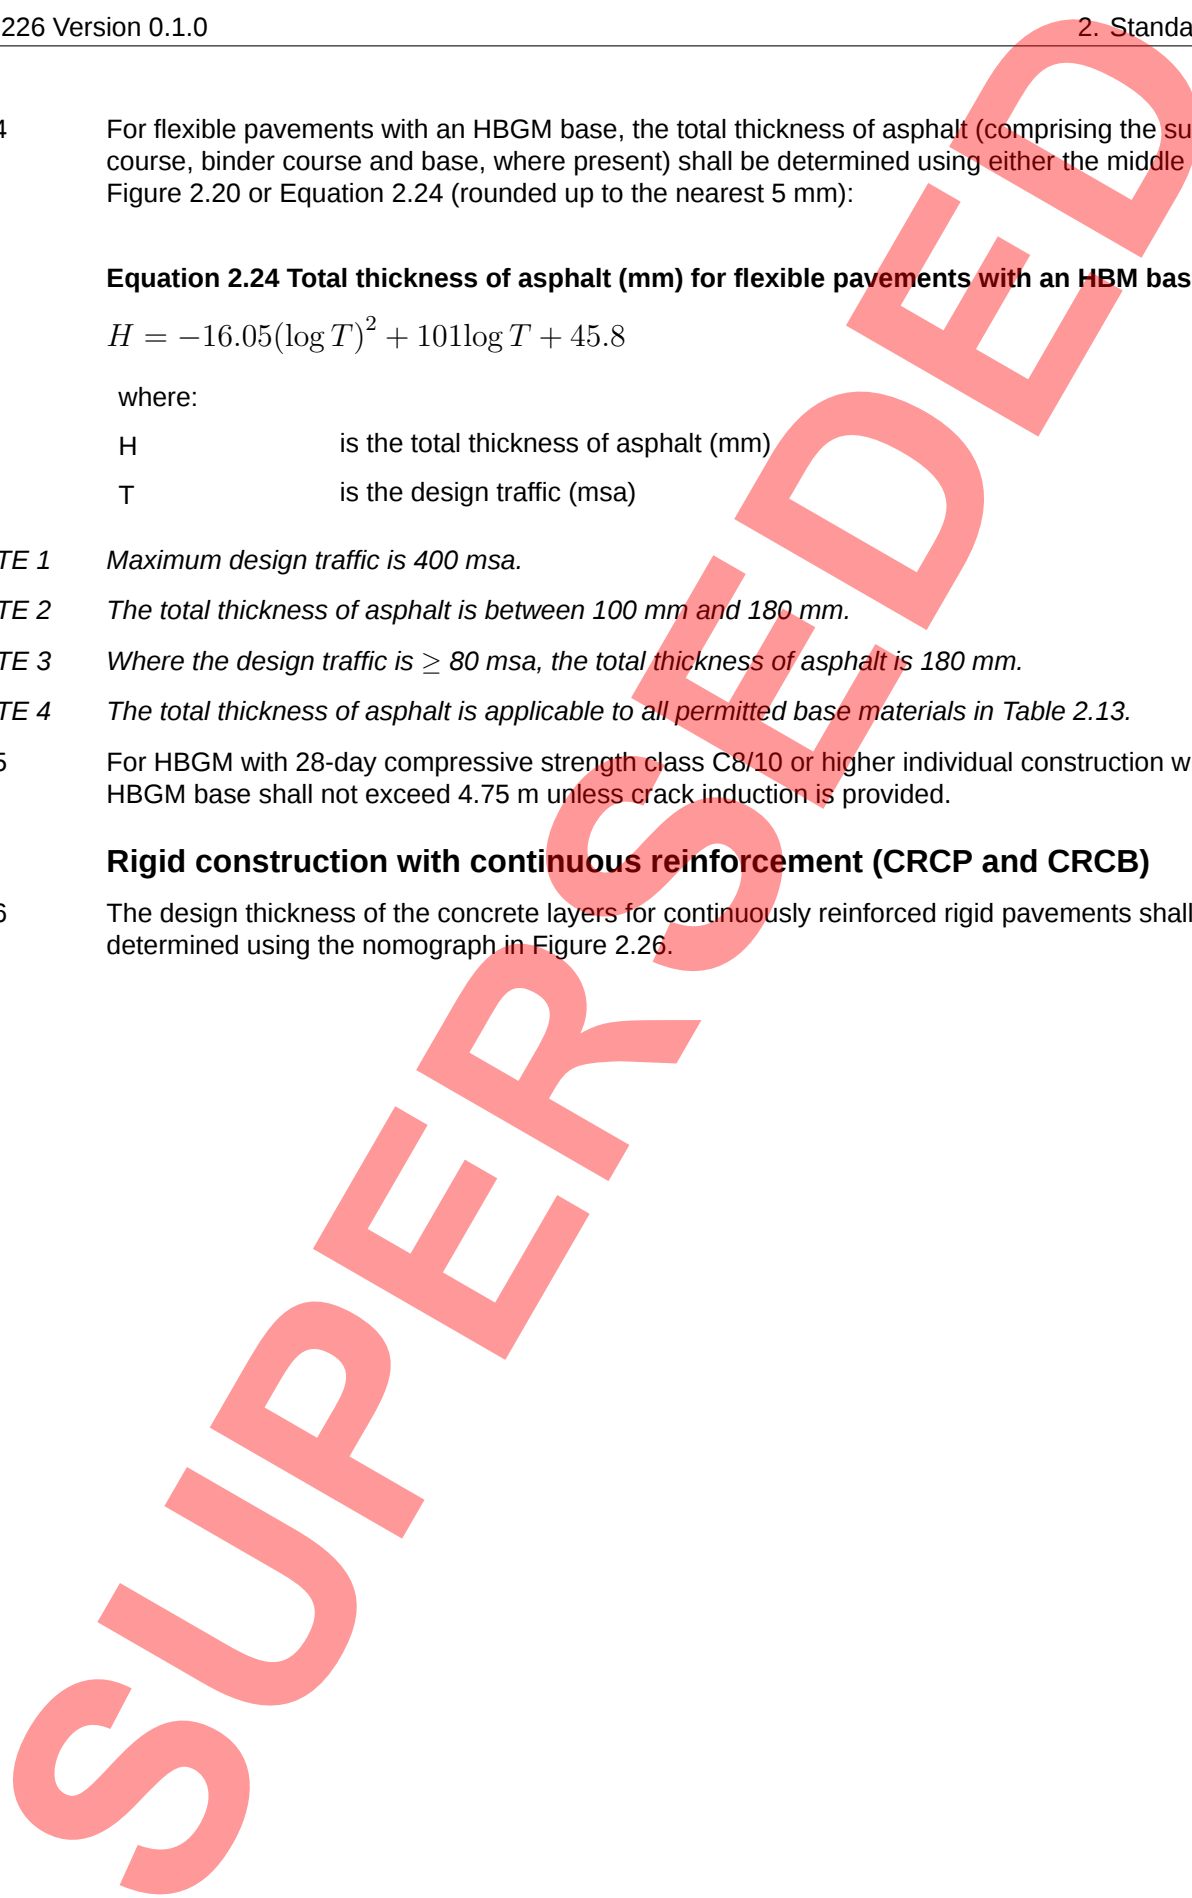 226 Version 0.1.0 2. Standa
4 For flexible pavements with an HBGM base, the total thickness of asphalt (comprising the su
course, binder course and base, where present) shall be determined using either the middle
Figure 2.20 or Equation 2.24 (rounded up to the nearest 5 mm):
Equation 2.24 Total thickness of asphalt (mm) for flexible pavements with an HBM bas
H = −16.05(log T)² + 101log T + 45.8
where:
H is the total thickness of asphalt (mm)
T is the design traffic (msa)
TE 1 Maximum design traffic is 400 msa.
TE 2 The total thickness of asphalt is between 100 mm and 180 mm.
TE 3 Where the design traffic is ≥ 80 msa, the total thickness of asphalt is 180 mm.
TE 4 The total thickness of asphalt is applicable to all permitted base materials in Table 2.13.
5 For HBGM with 28-day compressive strength class C8/10 or higher individual construction w
HBGM base shall not exceed 4.75 m unless crack induction is provided.
Rigid construction with continuous reinforcement (CRCP and CRCB)
6 The design thickness of the concrete layers for continuously reinforced rigid pavements shall
determined using the nomograph in Figure 2.26.
SUPERSEDED